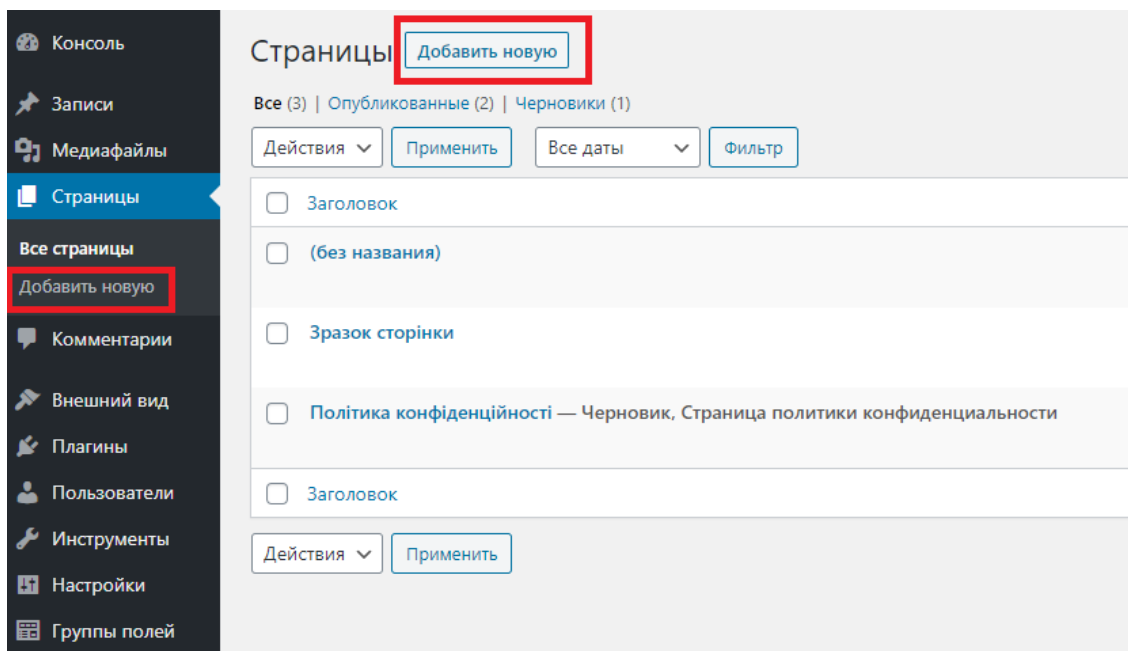 Консоль
Записи
Медиафайлы
Страницы
Все страницы
Добавить новую
Комментарии
Внешний вид
Плагины
Пользователи
Инструменты
Настройки
Группы полей
Страницы Добавить новую
Все (3) | Опубликованные (2) | Черновики (1)
Действия Применить Все даты Фильтр
Заголовок
(без названия)
Зразок сторінки
Політика конфіденційності — Черновик, Страница политики конфиденциальности
Заголовок
Действия Применить